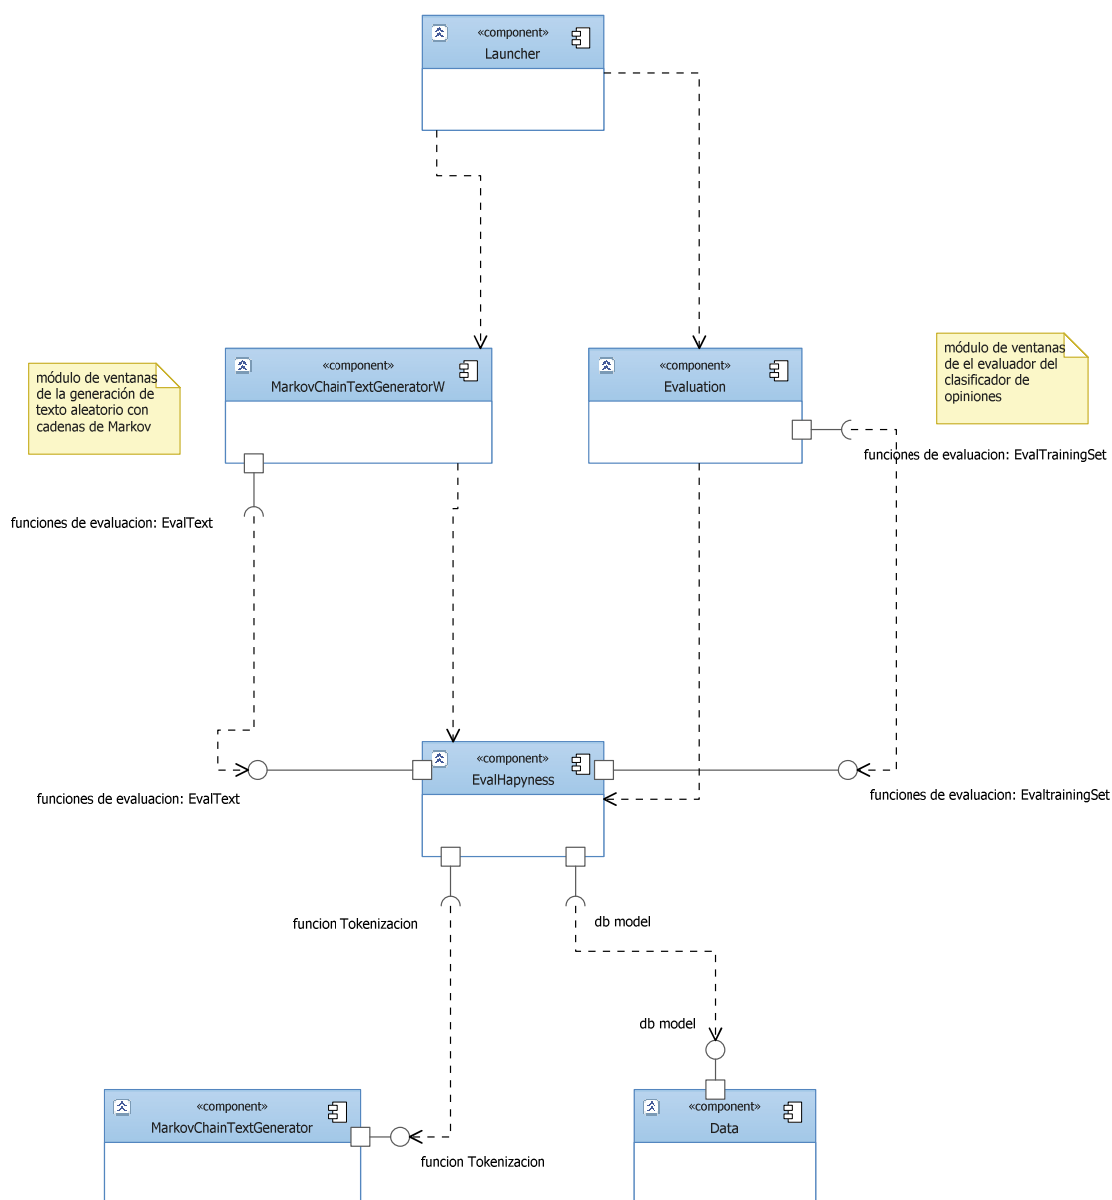 «component»
Launcher
«component»
MarkovChainTextGeneratorW
«component»
Evaluation
módulo de ventanas
de la generación de
texto aleatorio con
cadenas de Markov
módulo de ventanas
de el evaluador del
clasificador de
opiniones
funciones de evaluacion: EvalTrainingSet
funciones de evaluacion: EvalText
«component»
EvalHapyness
funciones de evaluacion: EvalText
funciones de evaluacion: EvaltrainingSet
funcion Tokenizacion
db model
db model
«component»
MarkovChainTextGenerator
«component»
Data
funcion Tokenizacion